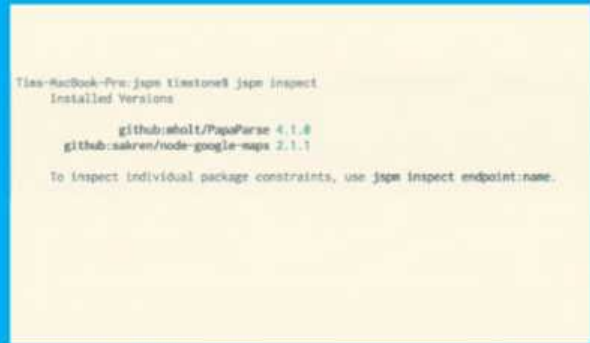 Tims-MacBook-Pro:jspm timstone$ jspm inspect
Installed Versions
github:mholt/PapaParse 4.1.0
github:sakren/node-google-maps 2.1.1
To inspect individual package constraints, use jspm inspect endpoint:name.